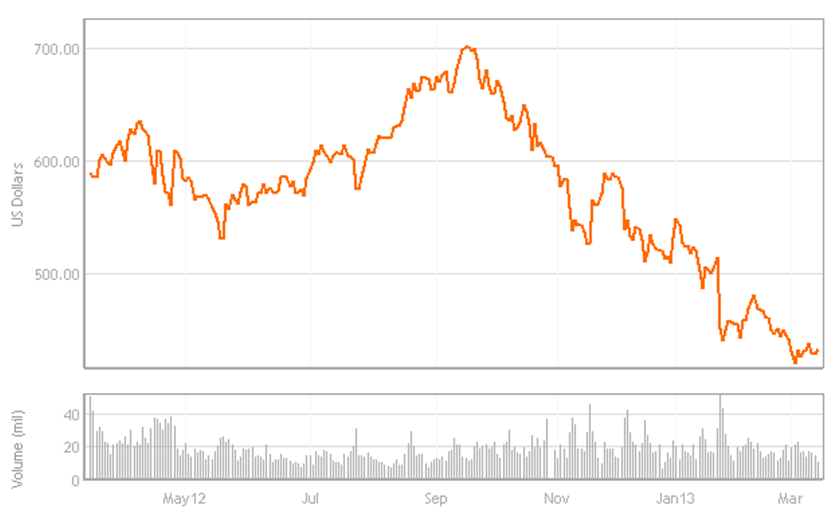 700.00
600.00
500.00
US Dollars
40
20
0
Volume (mil)
May12 Jul Sep Nov Jan13 Mar